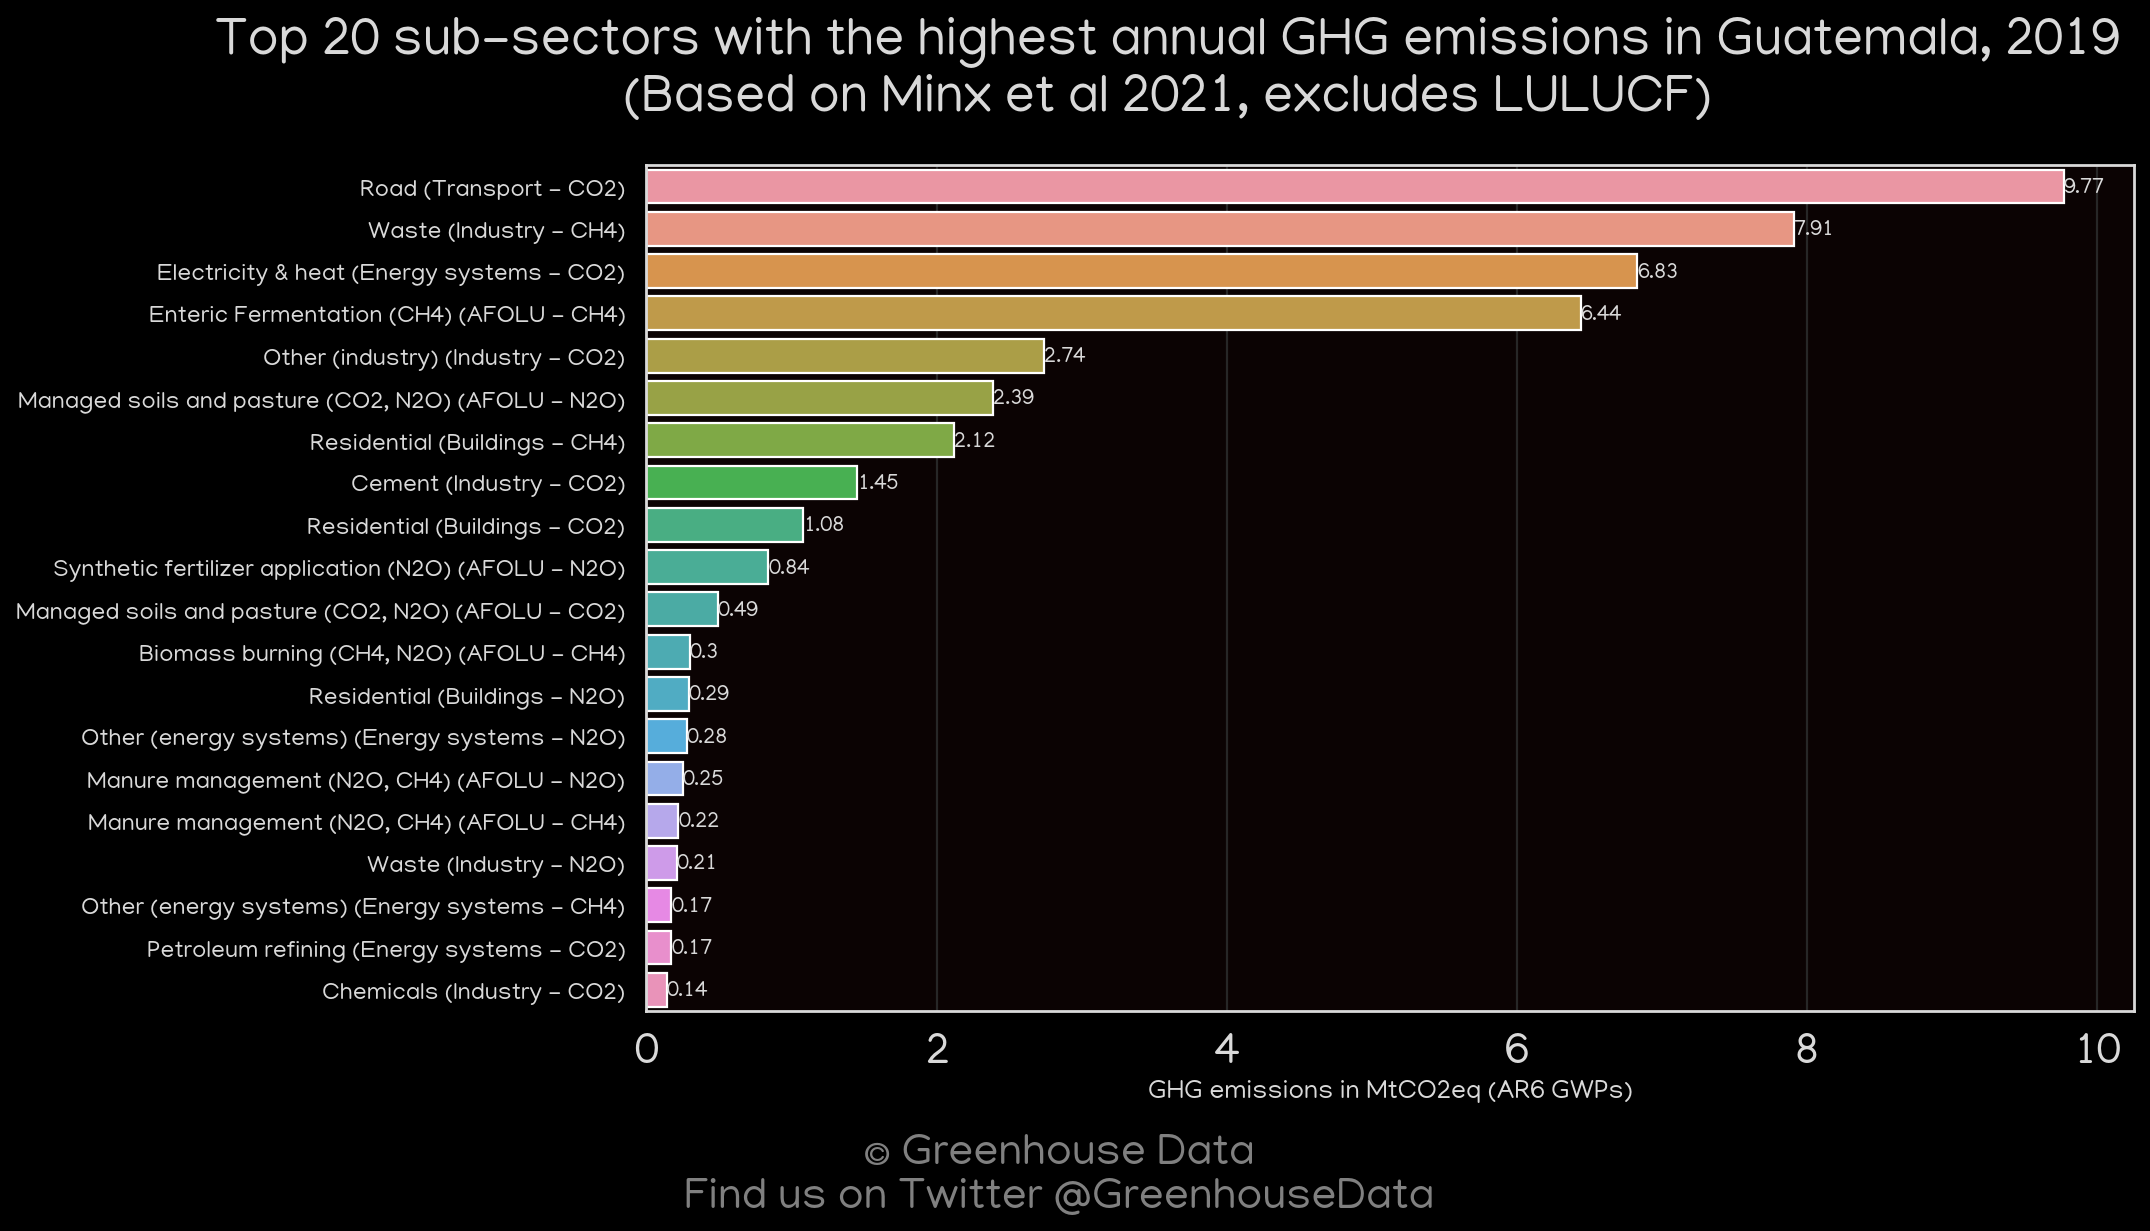 Top 20 sub-sectors with the highest annual GHG emissions in Guatemala, 2019
(Based on Minx et al 2021, excludes LULUCF)
Road (Transport - CO2) 9.77
Waste (Industry - CH4) 7.91
Electricity & heat (Energy systems - CO2) 6.83
Enteric Fermentation (CH4) (AFOLU - CH4) 6.44
Other (industry) (Industry - CO2) 2.74
Managed soils and pasture (CO2, N2O) (AFOLU - N2O) 2.39
Residential (Buildings - CH4) 2.12
Cement (Industry - CO2) 1.45
Residential (Buildings - CO2) 1.08
Synthetic fertilizer application (N2O) (AFOLU - N2O) 0.84
Managed soils and pasture (CO2, N2O) (AFOLU - CO2) 0.49
Biomass burning (CH4, N2O) (AFOLU - CH4) 0.3
Residential (Buildings - N2O) 0.29
Other (energy systems) (Energy systems - N2O) 0.28
Manure management (N2O, CH4) (AFOLU - N2O) 0.25
Manure management (N2O, CH4) (AFOLU - CH4) 0.22
Waste (Industry - N2O) 0.21
Other (energy systems) (Energy systems - CH4) 0.17
Petroleum refining (Energy systems - CO2) 0.17
Chemicals (Industry - CO2) 0.14
0 2 4 6 8 10
GHG emissions in MtCO2eq (AR6 GWPs)
© Greenhouse Data
Find us on Twitter @GreenhouseData